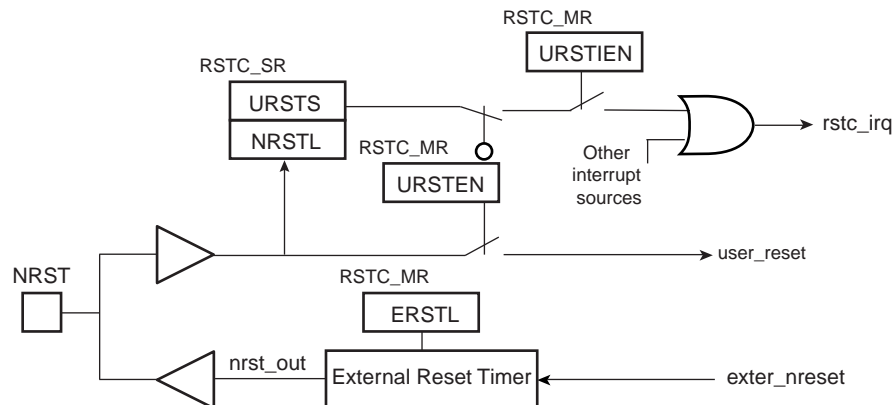 RSTC_MR
URSTIEN
RSTC_SR
URSTS
NRSTL
rstc_irq
RSTC_MR
Other
interrupt
sources
URSTEN
user_reset
NRST
RSTC_MR
ERSTL
nrst_out
External Reset Timer
exter_nreset